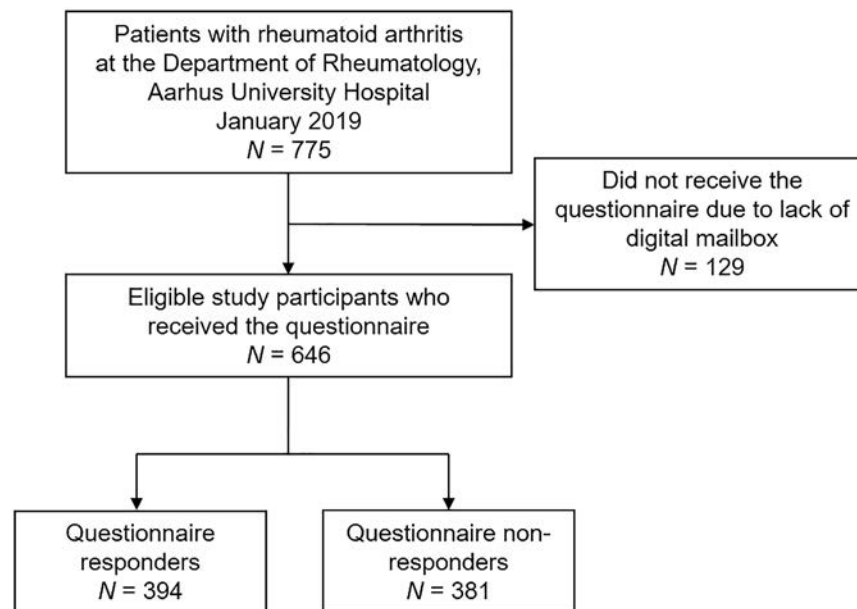 Patients with rheumatoid arthritis
at the Department of Rheumatology,
Aarhus University Hospital
January 2019
N = 775
Did not receive the
questionnaire due to lack of
digital mailbox
N = 129
Eligible study participants who
received the questionnaire
N = 646
Questionnaire
responders
N = 394
Questionnaire non-
responders
N = 381